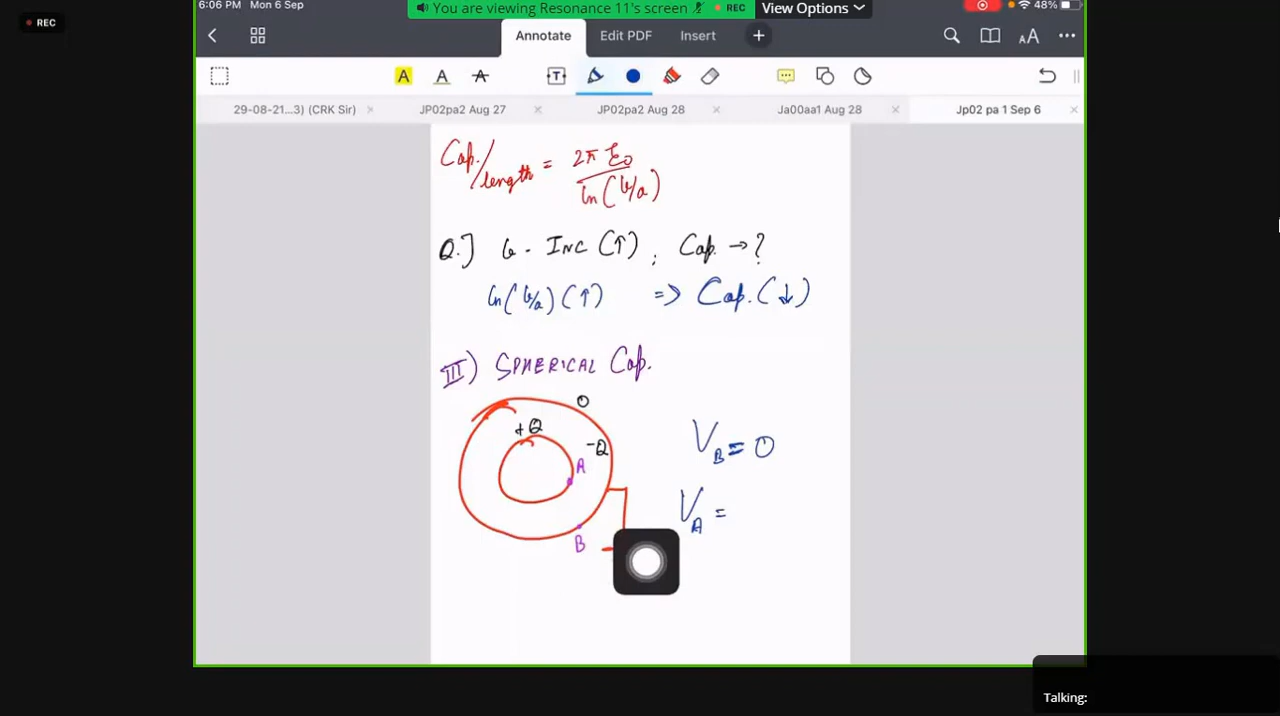 6:06 PM Mon 6 Sep
You are viewing Resonance 11's screen
REC
View Options
48%
REC
Annotate
Edit PDF
Insert
29-08-21...3) (CRK Sir)
JP02pa2 Aug 27
JP02pa2 Aug 28
Ja00aa1 Aug 28
Jp02 pa 1 Sep 6
Cap./length = 2π ε₀ / ln(b/a)
Q.] b - INC (↑) ; Cap. → ?
ln(b/a) (↑) => Cap. (↓)
III) SPHERICAL Cap.
0
+Q
-Q
A
B
V_B = 0
V_A =
Talking: